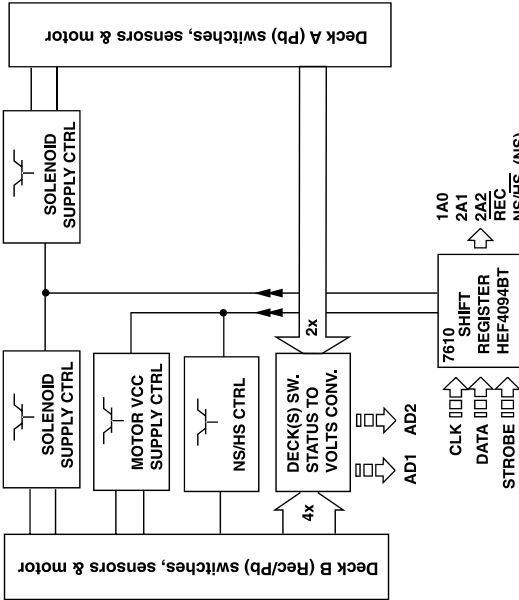 Deck A (Pb) switches, sensors & motor
SOLENOID
SUPPLY CTRL
SOLENOID
SUPPLY CTRL
MOTOR VCC
SUPPLY CTRL
NS/HS CTRL
DECK(S) SW.
STATUS TO
VOLTS CONV.
2x
4x
AD1
AD2
7610
SHIFT
REGISTER
HEF4094BT
1A0
2A1
2A2
REC
NS/HS (NS)
CLK
DATA
STROBE
Deck B (Rec/Pb) switches, sensors & motor